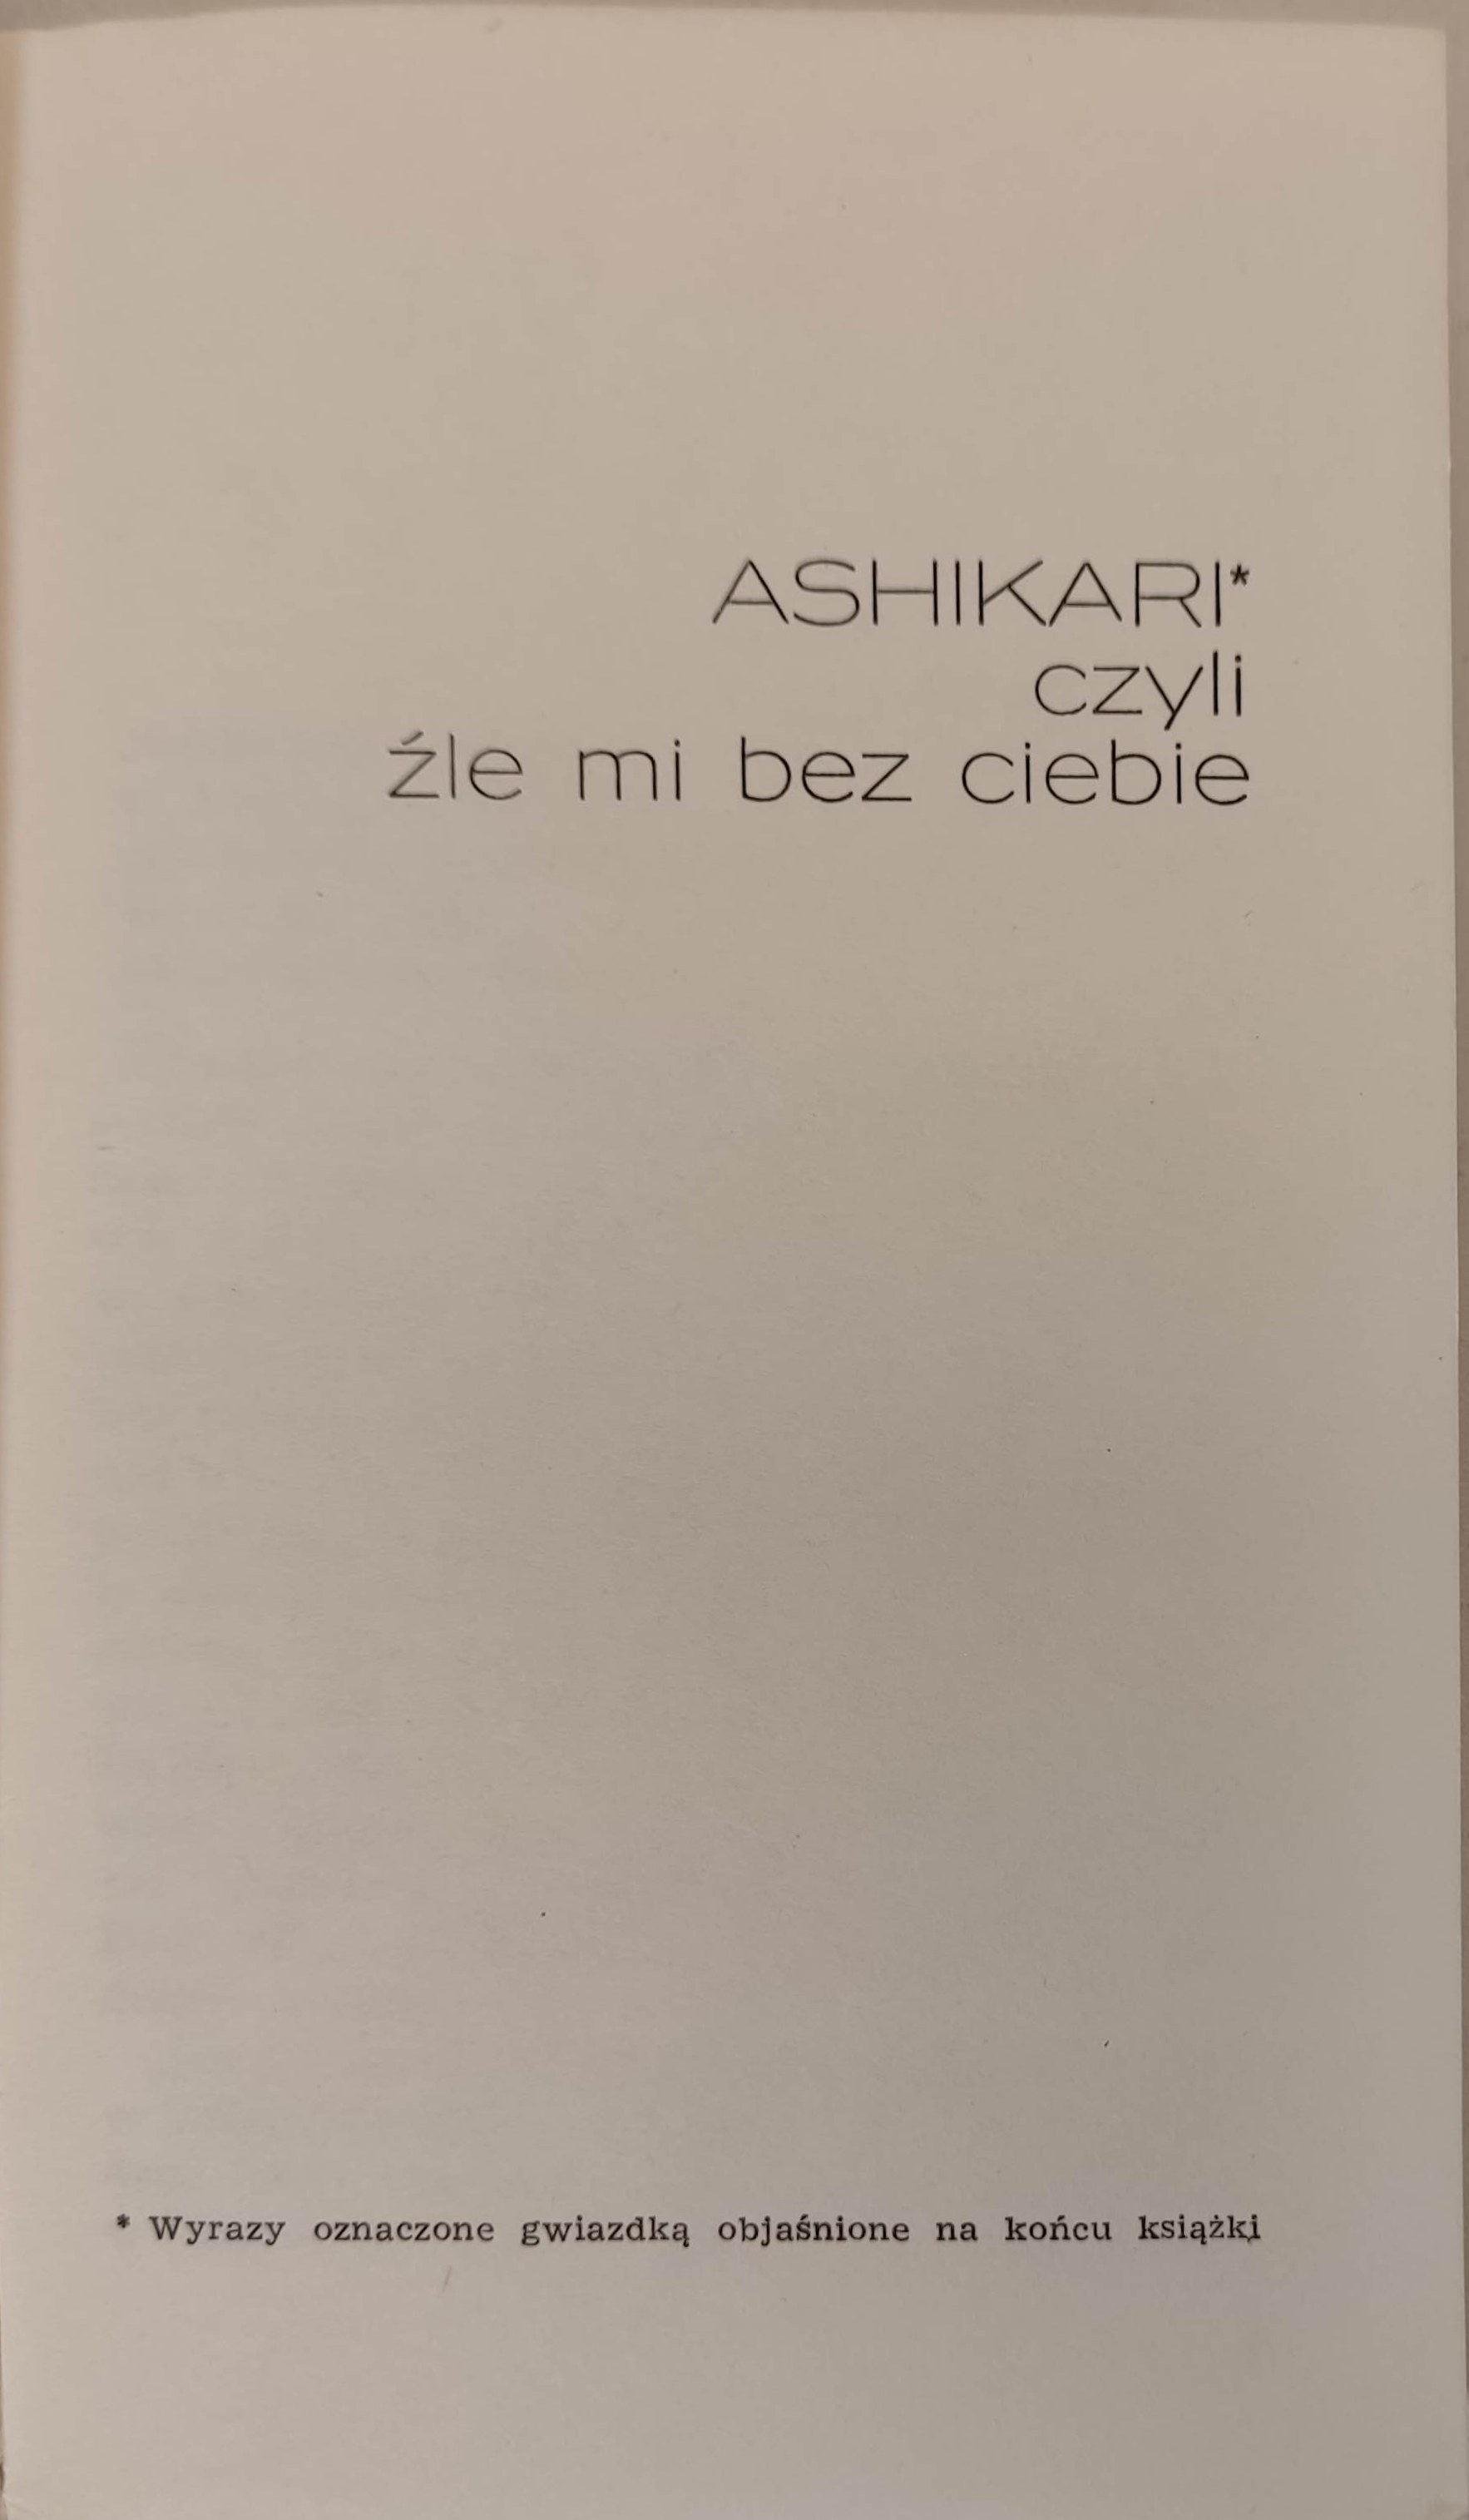 ASHIKARI*
czyli
źle mi bez ciebie
* Wyrazy oznaczone gwiazdką objaśnione na końcu książki